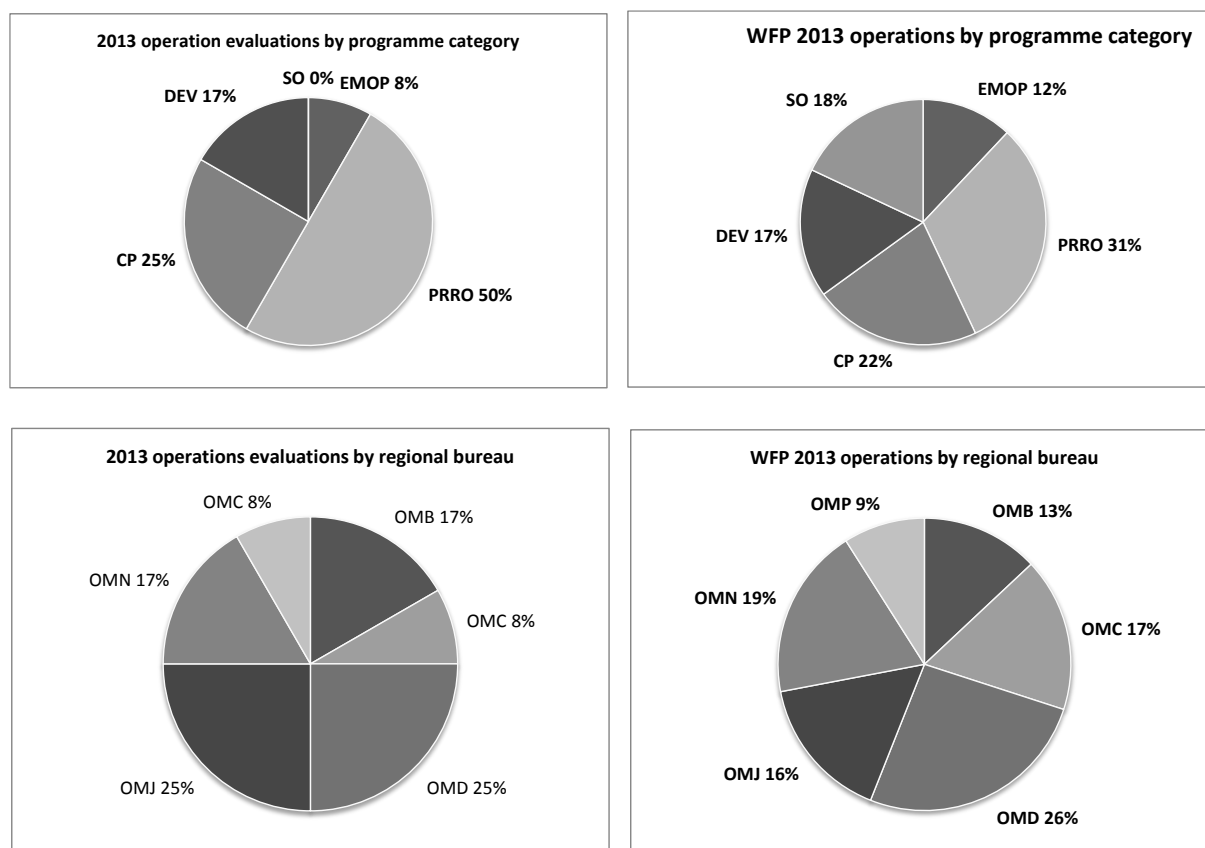 2013 operation evaluations by programme category
SO 0%
EMOP 8%
DEV 17%
CP 25%
PRRO 50%
WFP 2013 operations by programme category
EMOP 12%
SO 18%
DEV 17%
PRRO 31%
CP 22%
2013 operations evaluations by regional bureau
OMC 8%
OMB 17%
OMN 17%
OMC 8%
OMJ 25%
OMD 25%
WFP 2013 operations by regional bureau
OMP 9%
OMB 13%
OMN 19%
OMC 17%
OMJ 16%
OMD 26%